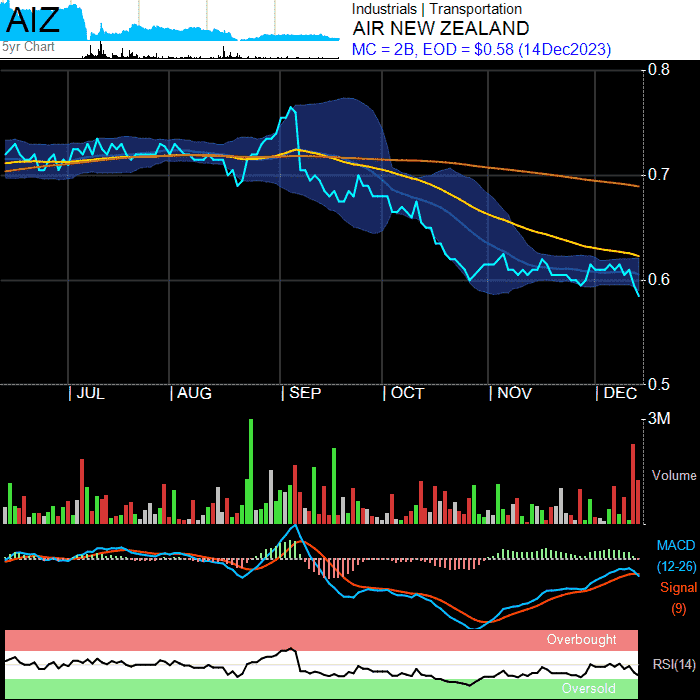 AIZ
5yr Chart
Industrials | Transportation
AIR NEW ZEALAND
MC = 2B, EOD = $0.58 (14Dec2023)
0.8
0.7
0.6
0.5
JUL AUG SEP OCT NOV DEC
3M
Volume
MACD
(12-26)
Signal
(9)
Overbought
RSI(14)
Oversold